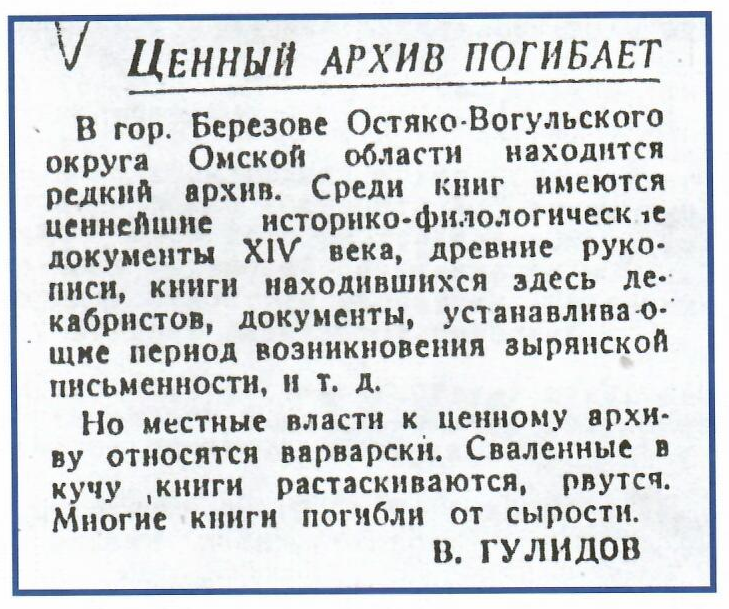 ЦЕННЫЙ АРХИВ ПОГИБАЕТ
В гор. Березове Остяко-Вогульского
округа Омской области находится
редкий архив. Среди книг имеются
ценнейшие историко-филологические
документы XIV века, древние руко-
писи, книги находившихся здесь де-
кабристов, документы, устанавливаю-
щие период возникновения зырянской
письменности, и т. д.
Но местные власти к ценному архи-
ву относятся варварски. Сваленные в
кучу книги растаскиваются, рвутся.
Многие книги погибли от сырости.
В. ГУЛИДОВ